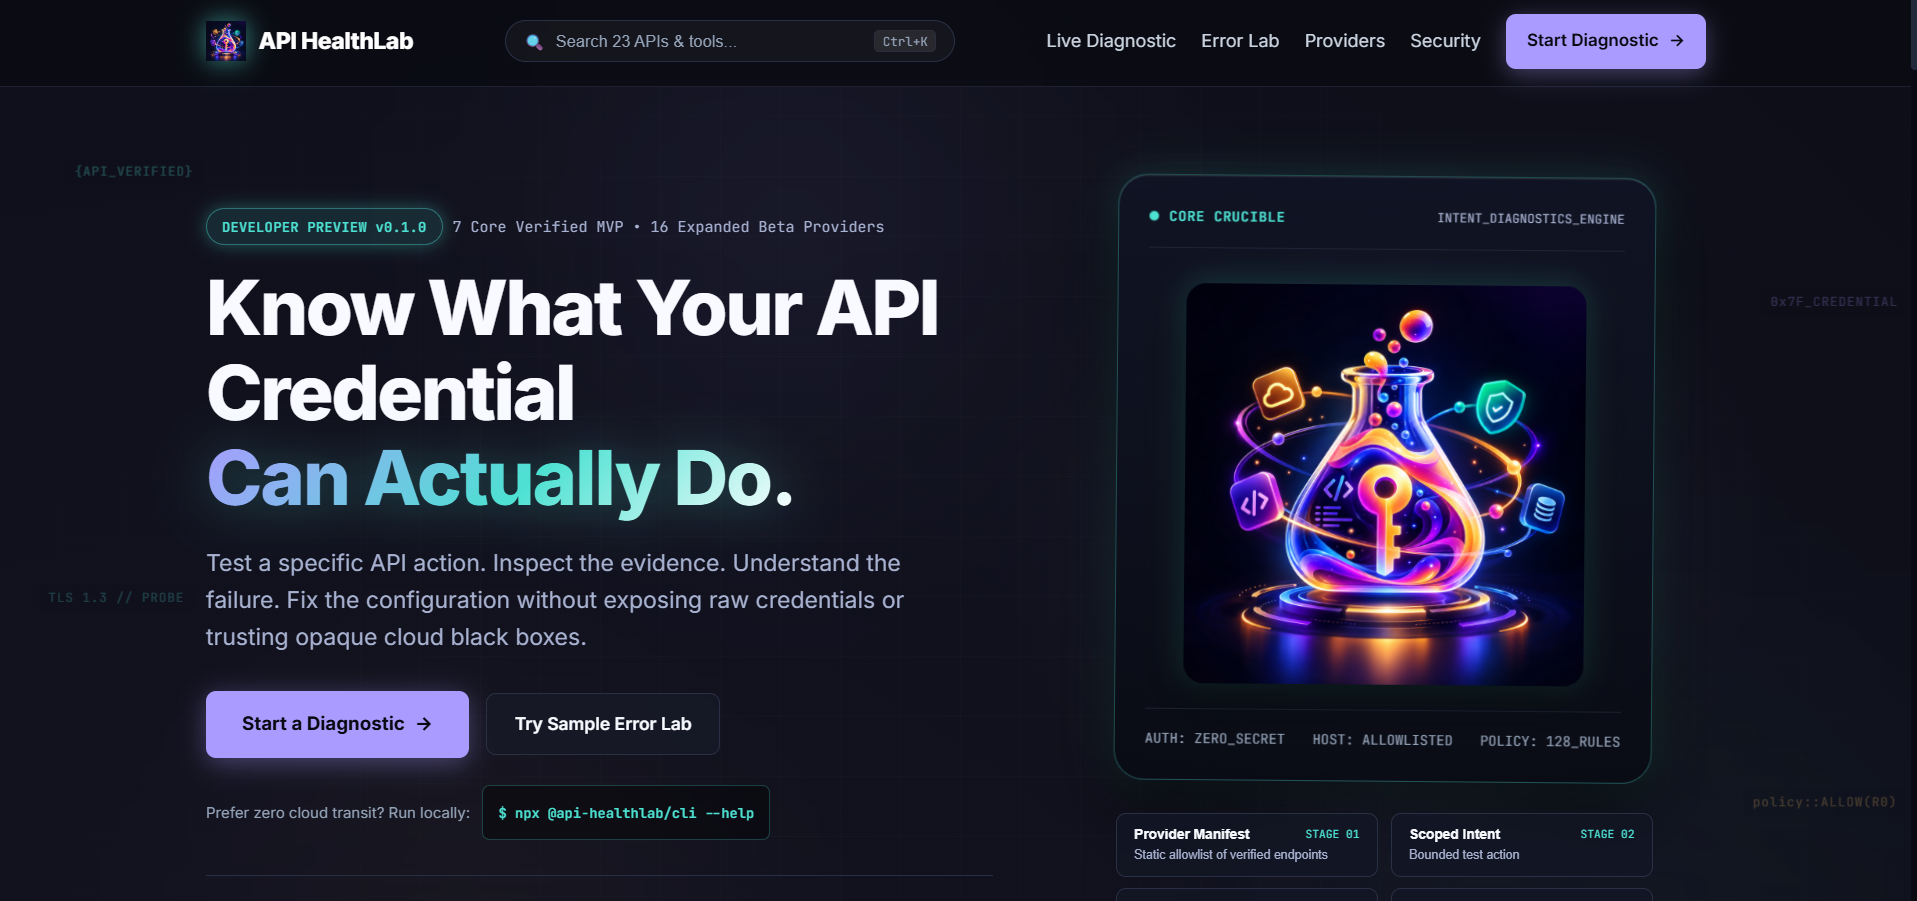 API HealthLab
Search 23 APIs & tools...
Ctrl+K
Live Diagnostic
Error Lab
Providers
Security
Start Diagnostic →
{API_VERIFIED}
DEVELOPER PREVIEW v0.1.0
7 Core Verified MVP • 16 Expanded Beta Providers
Know What Your API
Credential
Can Actually Do.
Test a specific API action. Inspect the evidence. Understand the
failure. Fix the configuration without exposing raw credentials or
trusting opaque cloud black boxes.
TLS 1.3 // PROBE
Start a Diagnostic →
Try Sample Error Lab
Prefer zero cloud transit? Run locally:
$ npx @api-healthlab/cli --help
CORE CRUCIBLE
INTENT_DIAGNOSTICS_ENGINE
0x7F_CREDENTIAL
</>
</>
AUTH: ZERO_SECRET
HOST: ALLOWLISTED
POLICY: 128_RULES
policy::ALLOW(R0)
Provider Manifest
STAGE 01
Static allowlist of verified endpoints
Scoped Intent
STAGE 02
Bounded test action